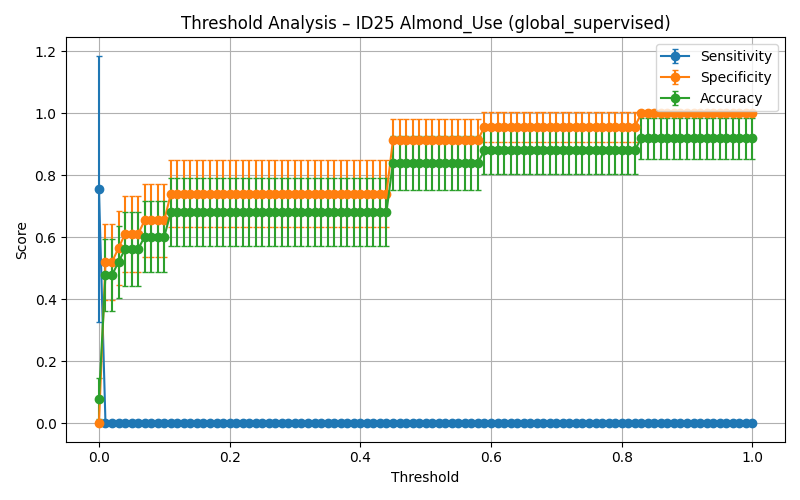 Threshold Analysis – ID25 Almond_Use (global_supervised)
Sensitivity
Specificity
Accuracy
Score
1.2
1.0
0.8
0.6
0.4
0.2
0.0
0.0 0.2 0.4 0.6 0.8 1.0
Threshold